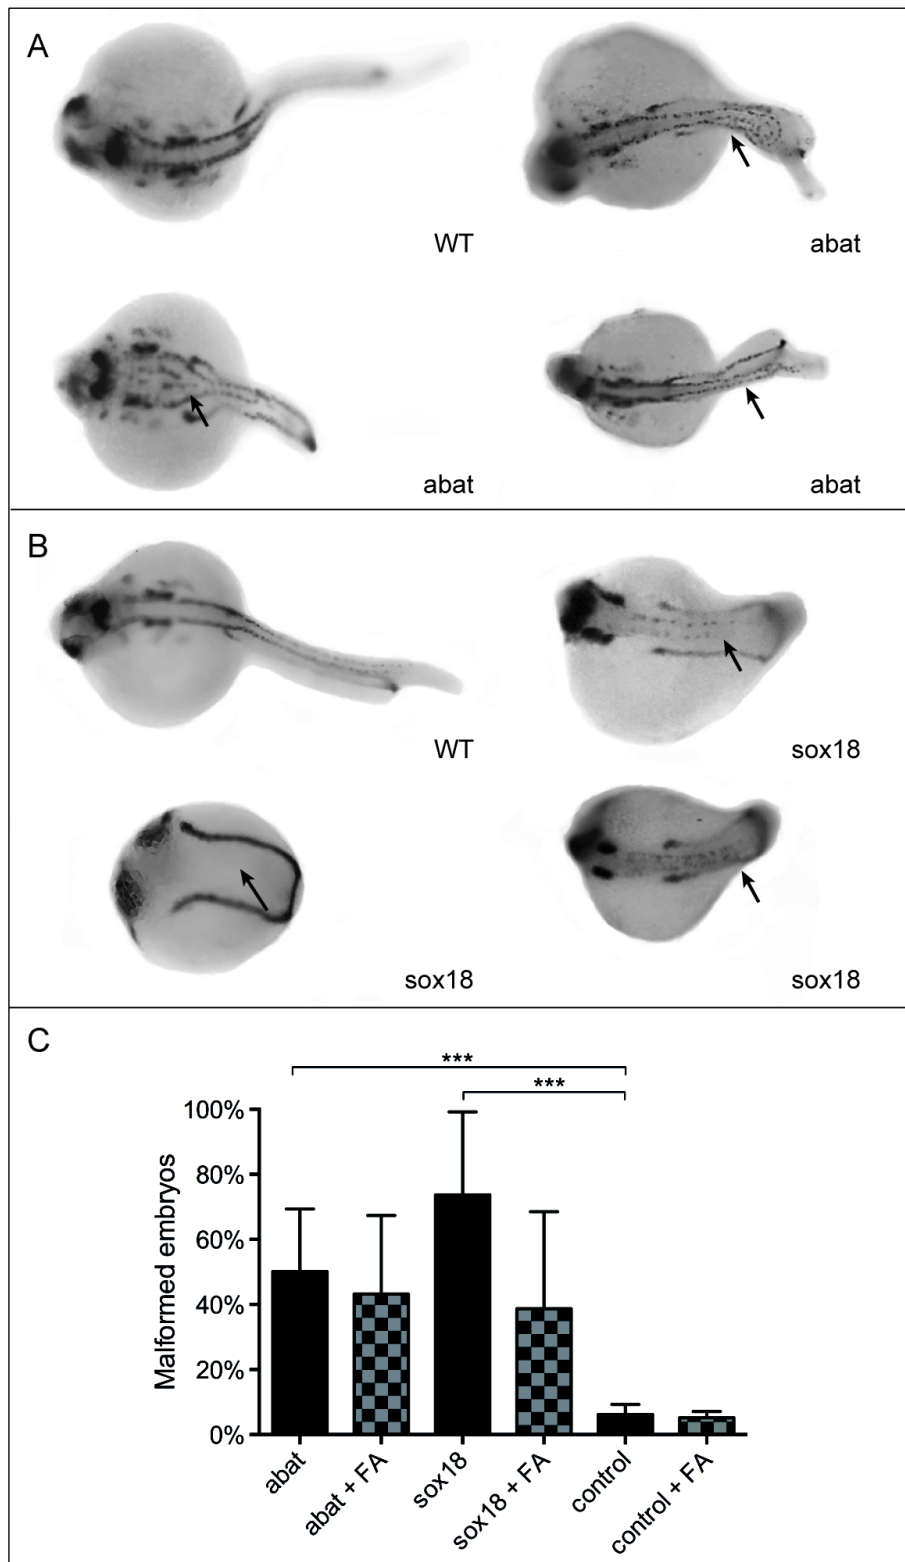 A
WT
abat
abat
abat
B
WT
sox18
sox18
sox18
C
***
***
Malformed embryos
100%
80%
60%
40%
20%
0%
abat
abat + FA
sox18
sox18 + FA
control
control + FA